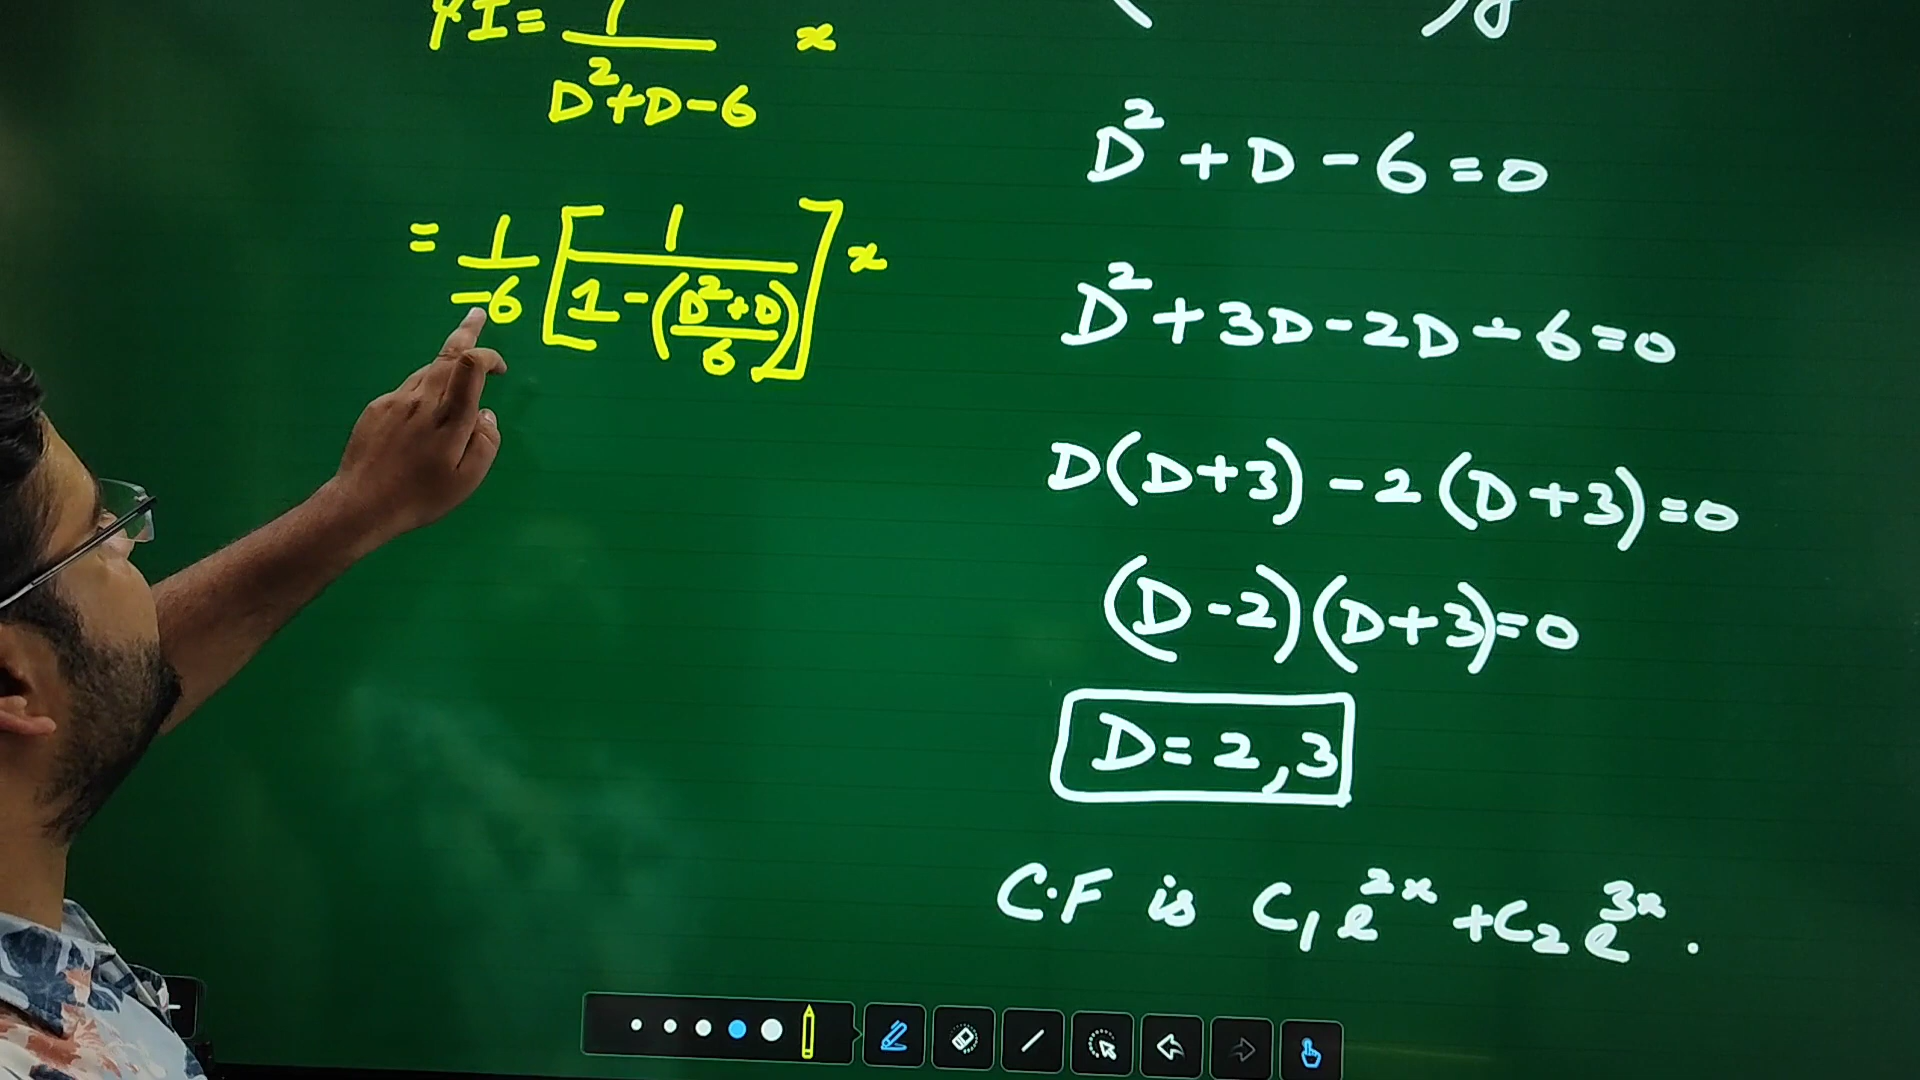 PI = 1/(D²+D-6) x
= 1/-6 [1/(1-((D²+D)/6))] x
D² + D - 6 = 0
D² + 3D - 2D - 6 = 0
D(D+3) - 2(D+3) = 0
(D-2)(D+3) = 0
D = 2, 3
C.F is C₁e²ˣ + C₂e³ˣ.